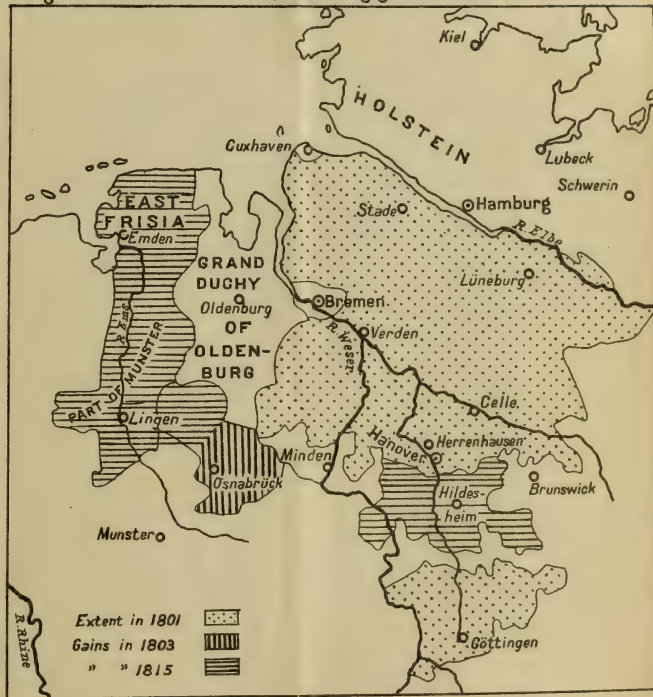 Kiel
HOLSTEIN
Cuxhaven
Lubeck
Schwerin
EAST
FRISIA
Emden
Stade
Hamburg
R. Elbe
GRAND
DUCHY
Oldenburg
OF
OLDEN-
BURG
Lüneburg
Bremen
R. Ems
Verden
R. Weser
PART OF MUNSTER
Lingen
Celle
Herrenhausen
Hanover
Minden
Osnabrück
Hildes-
heim
Brunswick
Munster
Göttingen
R. Rhine
Extent in 1801
Gains in 1803
" " 1815